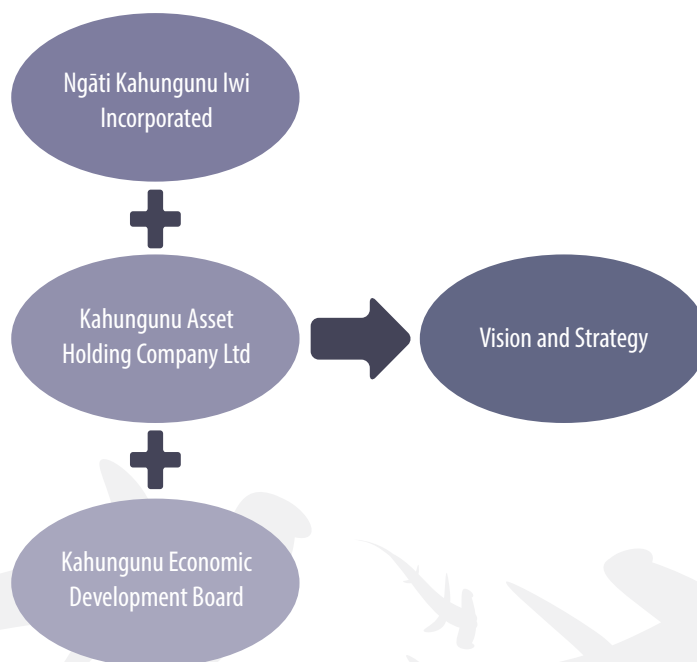 Ngāti Kahungunu Iwi
Incorporated
Kahungunu Asset
Holding Company Ltd
Vision and Strategy
Kahungunu Economic
Development Board